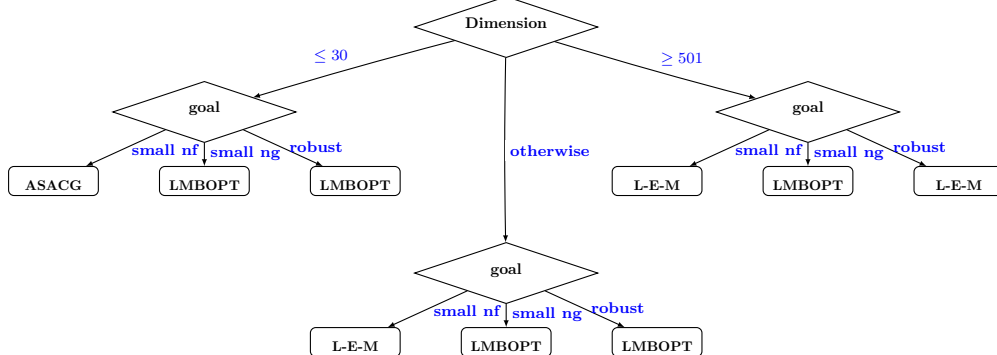 Dimension
≤ 30
≥ 501
goal
goal
small nf
small ng
robust
small nf
small ng
robust
otherwise
ASACG
LMBOPT
LMBOPT
L-E-M
LMBOPT
L-E-M
goal
small nf
small ng
robust
L-E-M
LMBOPT
LMBOPT